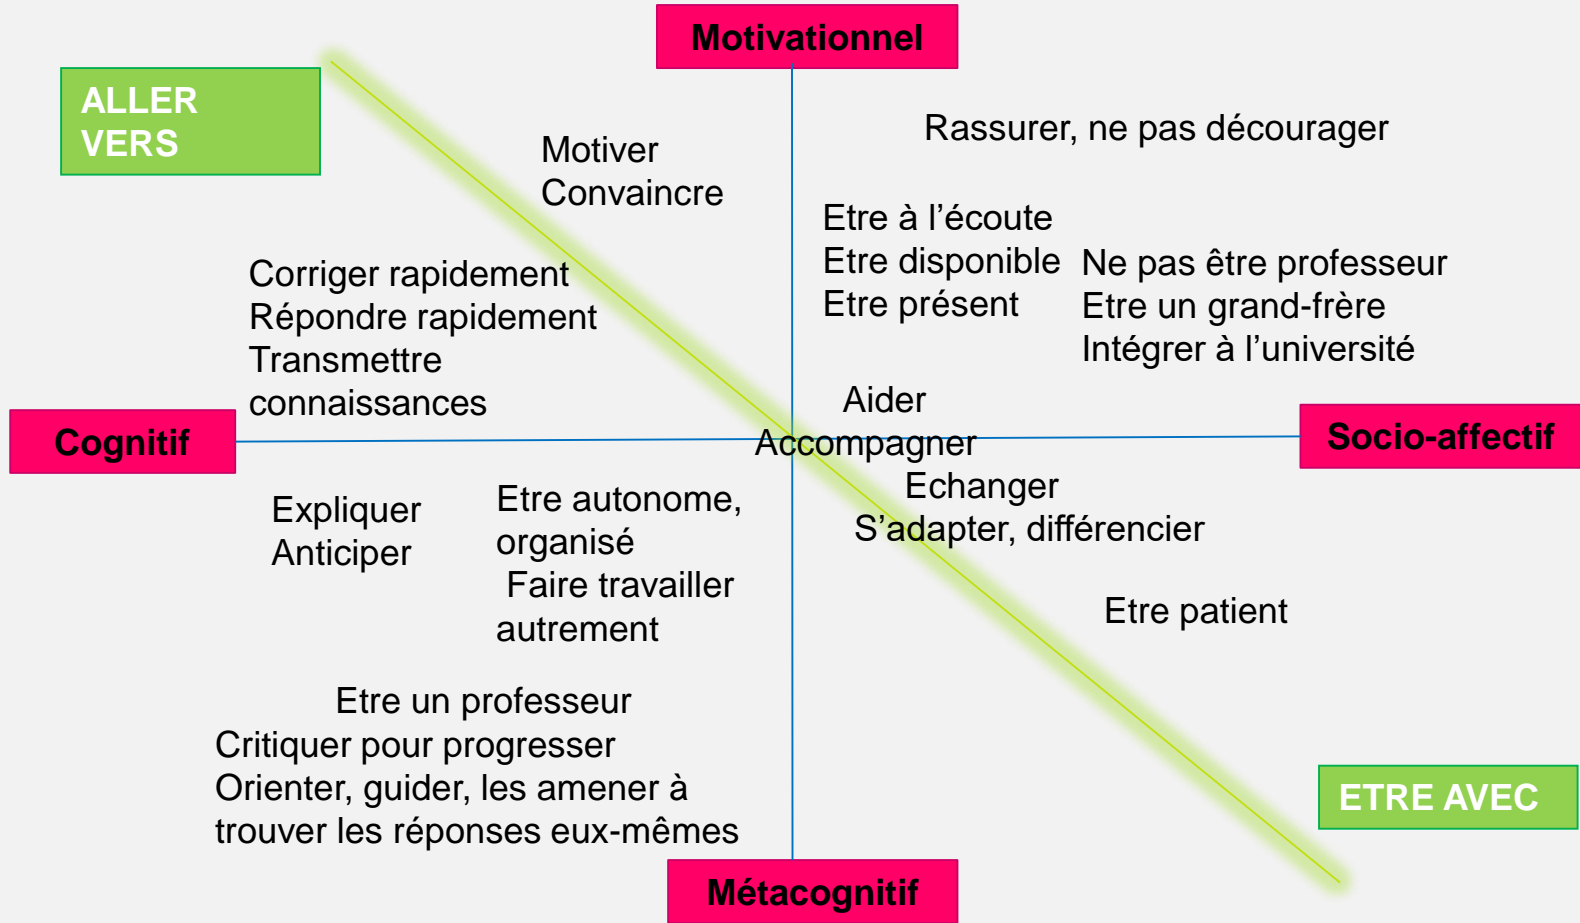 Motivationnel
ALLER
VERS
Rassurer, ne pas décourager
Motiver
Convaincre
Etre à l’écoute
Etre disponible
Etre présent
Ne pas être professeur
Etre un grand-frère
Intégrer à l’université
Corriger rapidement
Répondre rapidement
Transmettre
connaissances
Aider
Accompagner
Echanger
S’adapter, différencier
Cognitif
Socio-affectif
Expliquer
Anticiper
Etre autonome,
organisé
Faire travailler
autrement
Etre patient
Etre un professeur
Critiquer pour progresser
Orienter, guider, les amener à
trouver les réponses eux-mêmes
ETRE AVEC
Métacognitif